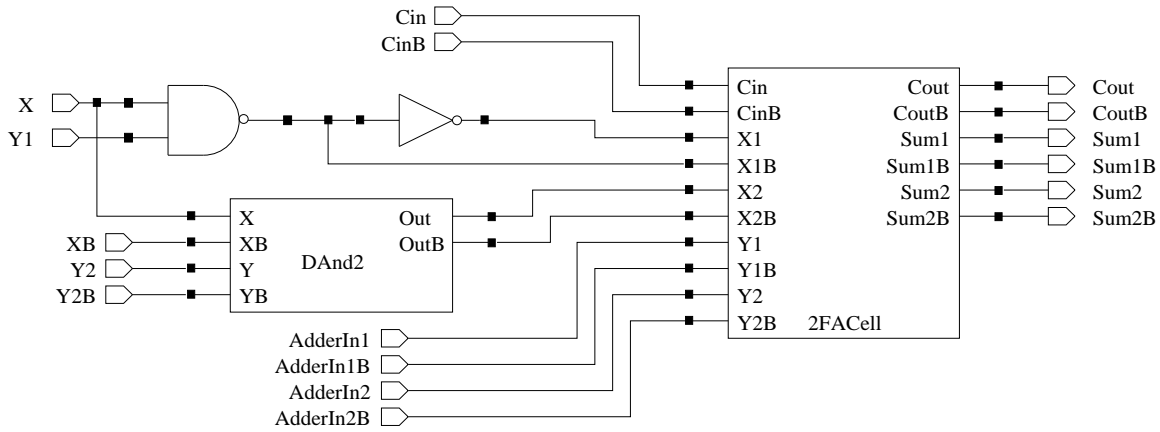 Cin
CinB
X
Y1
XB
Y2
Y2B
X
XB
Y
YB
Out
OutB
DAnd2
AdderIn1
AdderIn1B
AdderIn2
AdderIn2B
Cin
CinB
X1
X1B
X2
X2B
Y1
Y1B
Y2
Y2B
2FACell
Cout
CoutB
Sum1
Sum1B
Sum2
Sum2B
Cout
CoutB
Sum1
Sum1B
Sum2
Sum2B